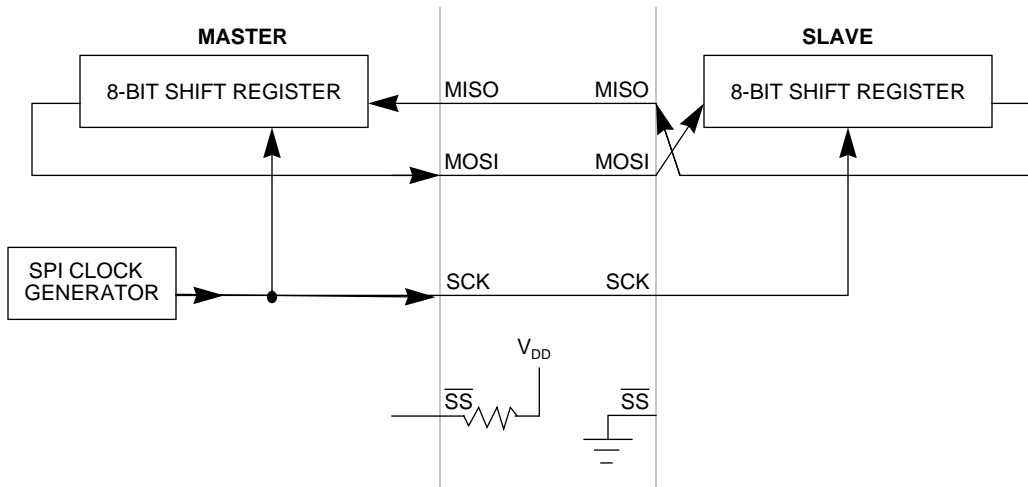 MASTER
SLAVE
8-BIT SHIFT REGISTER
MISO
MISO
8-BIT SHIFT REGISTER
MOSI
MOSI
SPI CLOCK
GENERATOR
SCK
SCK
VDD
SS
SS